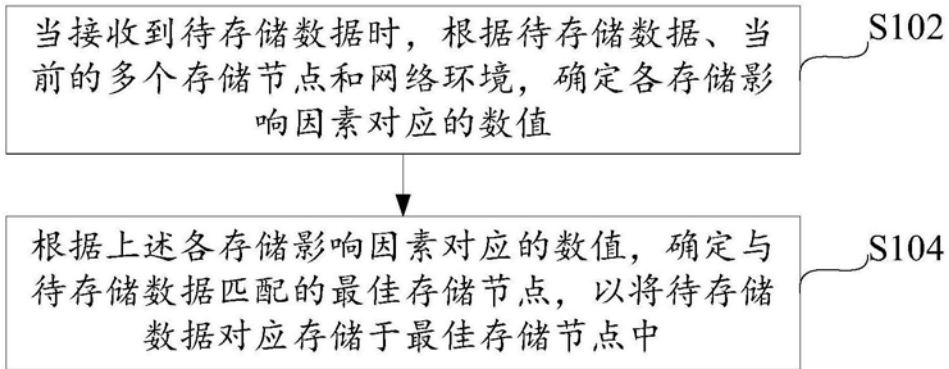 当接收到待存储数据时，根据待存储数据、当
前的多个存储节点和网络环境，确定各存储影
响因素对应的数值
S102
根据上述各存储影响因素对应的数值，确定与
待存储数据匹配的最佳存储节点，以将待存储
数据对应存储于最佳存储节点中
S104